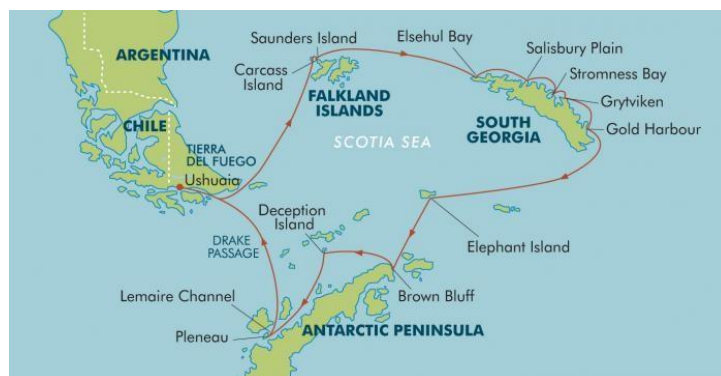 ARGENTINA
CHILE
TIERRA
DEL FUEGO
Ushuaia
Saunders Island
Carcass
Island
FALKLAND
ISLANDS
SCOTIA SEA
Elsehul Bay
Salisbury Plain
Stromness Bay
Grytviken
Gold Harbour
SOUTH
GEORGIA
Elephant Island
Deception
Island
DRAKE
PASSAGE
Brown Bluff
Lemaire Channel
Pleneau
ANTARCTIC PENINSULA